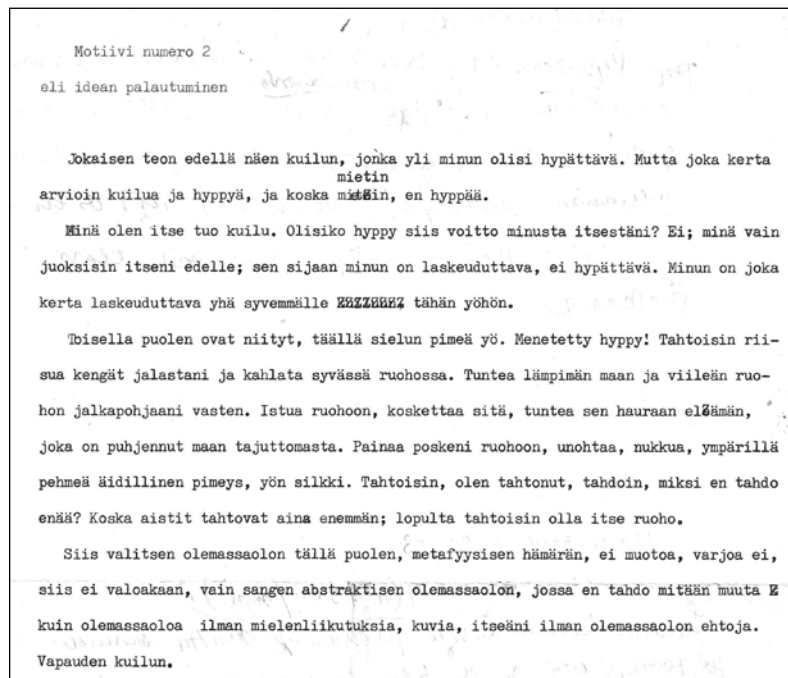 Motiivi numero 2
eli idean palautuminen
Jokaisen teon edellä näen kuilun, jonka yli minun olisi hypättävä. Mutta joka kerta
mietin
arvioin kuilua ja hyppyä, ja koska, en hyppää.
Minä olen itse tuo kuilu. Olisiko hyppy siis voitto minusta itsestäni? Ei; minä vain
juoksisin itseni edelle; sen sijaan minun on laskeuduttava, ei hypättävä. Minun on joka
kerta laskeuduttava yhä syvemmälle tähän yöhön.
Toisella puolen ovat niityt, täällä sielun pimeä yö. Menetetty hyppy! Tahtoisin rii-
sua kengät jalastani ja kahlata syvässä ruohossa. Tuntea lämpimän maan ja viileän ruo-
hon jalkapohjaani vasten. Istua ruohoon, koskettaa sitä, tuntea sen hauraan elämän,
joka on puhjennut maan tajuttomasta. Painaa poskeni ruohoon, unohtaa, nukkua, ympärillä
pehmeä äidillinen pimeys, yön silkki. Tahtoisin, olen tahtonut, tahdoin, miksi en tahdo
enää? Koska aistit tahtovat aina enemmän; lopulta tahtoisin olla itse ruoho.
Siis valitsen olemassaolon tällä puolen, metafyysisen hämärän, ei muotoa, varjoa ei,
siis ei valoakaan, vain sangen abstraktisen olemassaolon, jossa en tahdo mitään muuta
kuin olemassaoloa ilman mielenliikutuksia, kuvia, itseäni ilman olemassaolon ehtoja.
Vapauden kuilun.